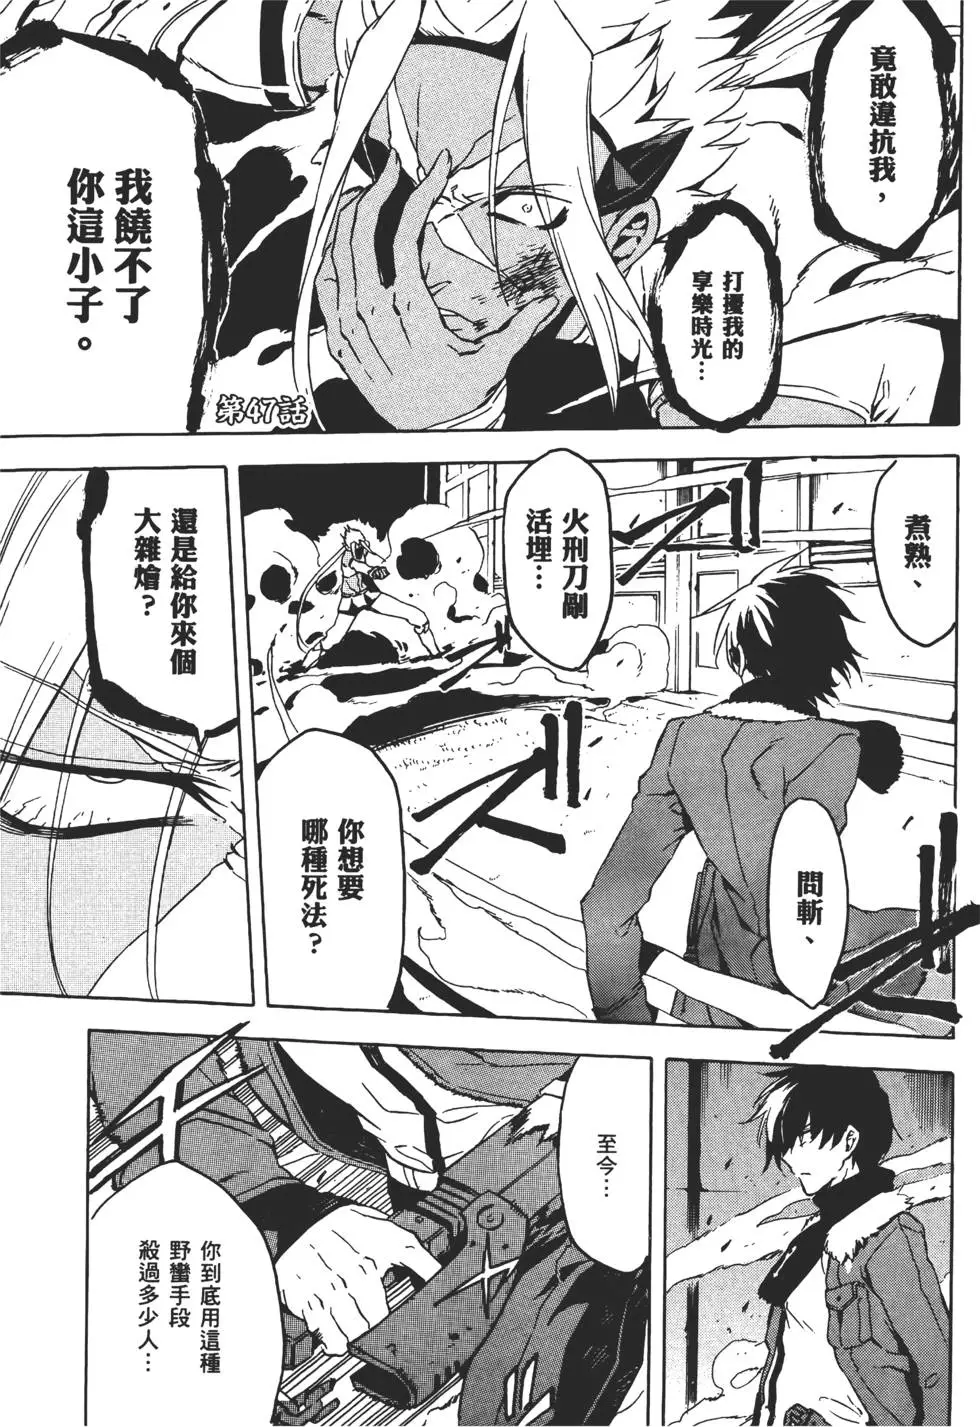 竟敢違抗我，
打擾我的
享樂時光…
我饒不了
你這小子。
第47話
煮熟、
火刑刀剮
活埋…
問斬、
還是給你來個
大雜燴？
你想要
哪種死法？
至今…
你到底用這種
野蠻手段
殺過多少人…